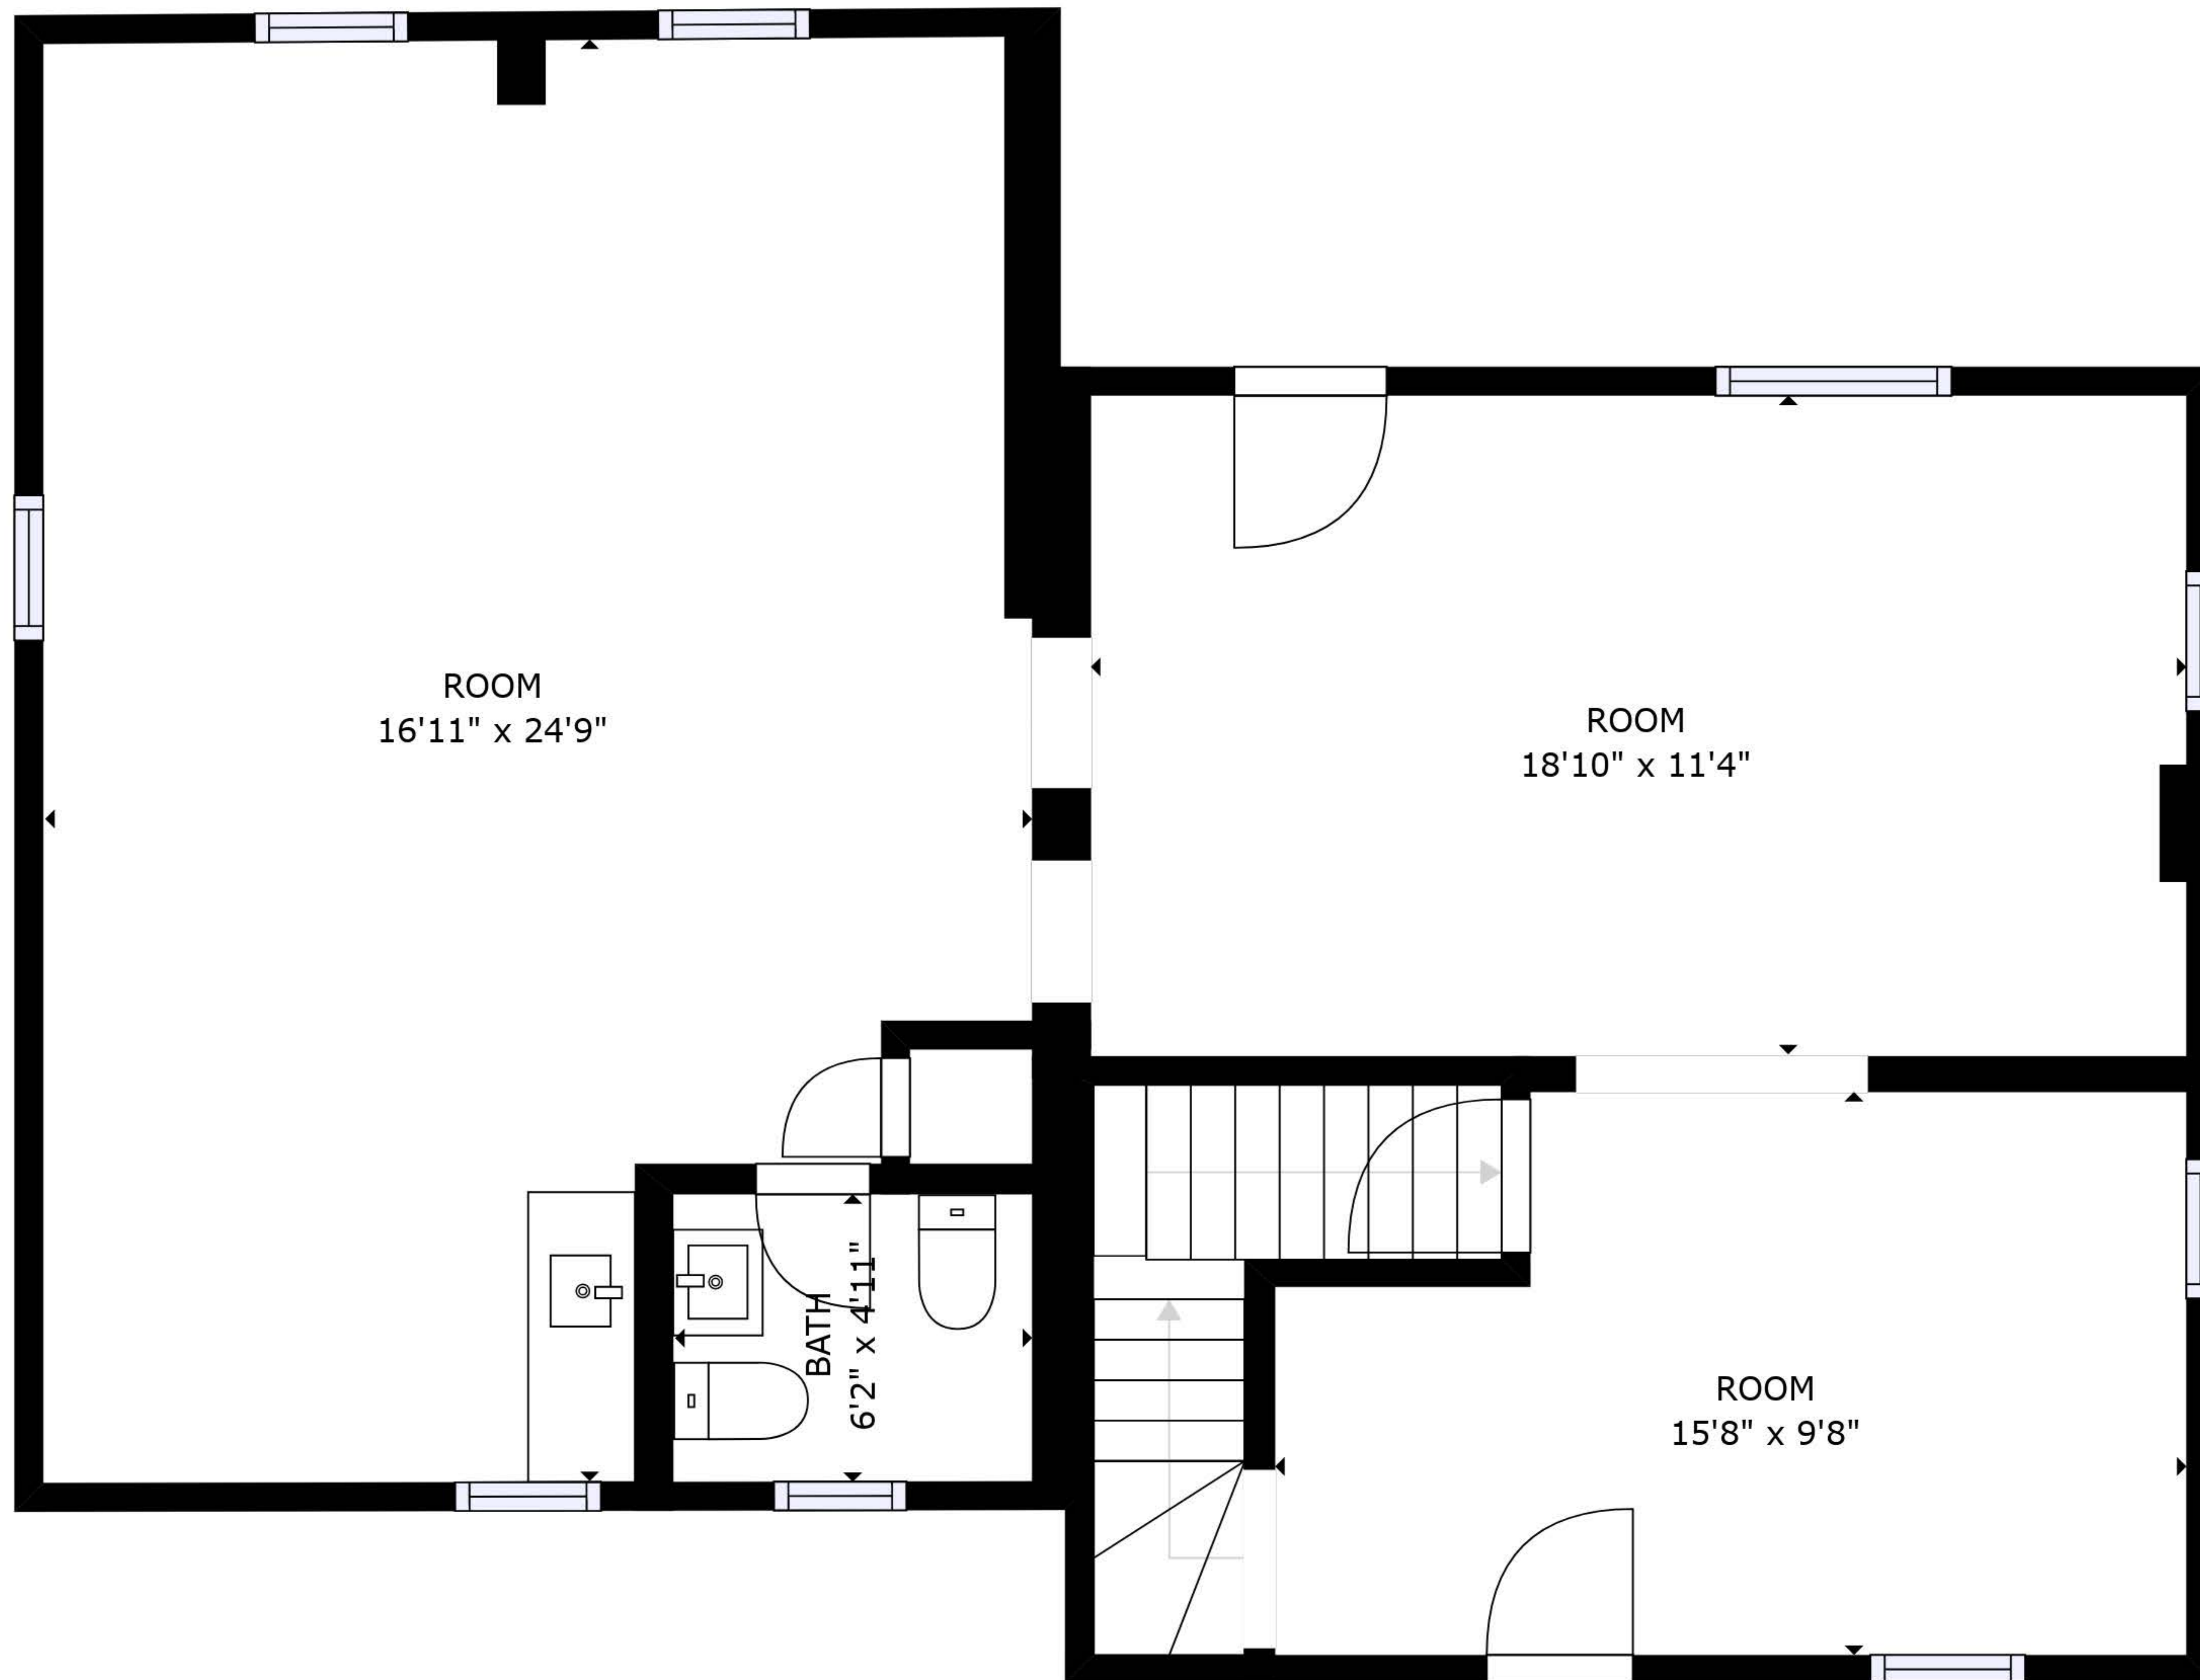 ROOM
16'11" x 24'9"
ROOM
18'10" x 11'4"
BATH
6'2" x 4'11"
ROOM
15'8" x 9'8"